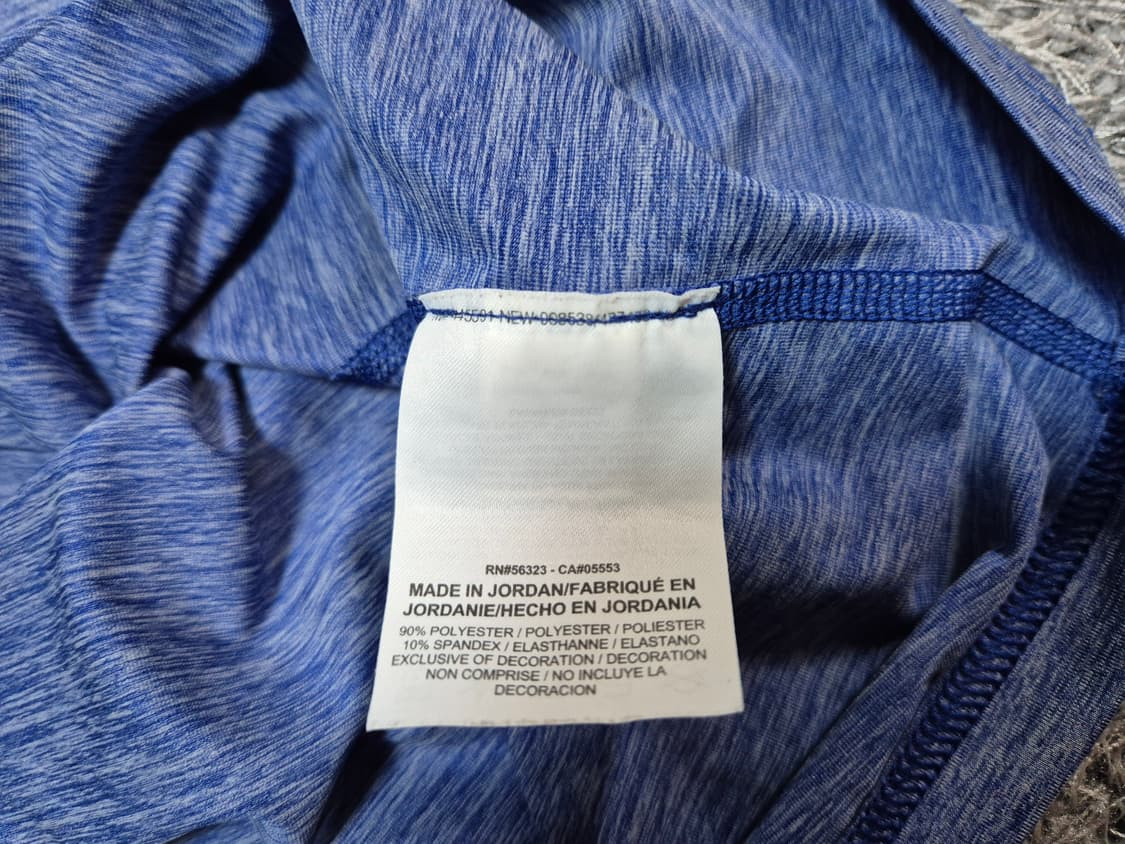 NEW
RN#56323 - CA#05553
MADE IN JORDAN/FABRIQUÉ EN
JORDANIE/HECHO EN JORDANIA
90% POLYESTER / POLYESTER / POLIESTER
10% SPANDEX / ELASTHANNE / ELASTANO
EXCLUSIVE OF DECORATION / DECORATION
NON COMPRISE / NO INCLUYE LA
DECORACION